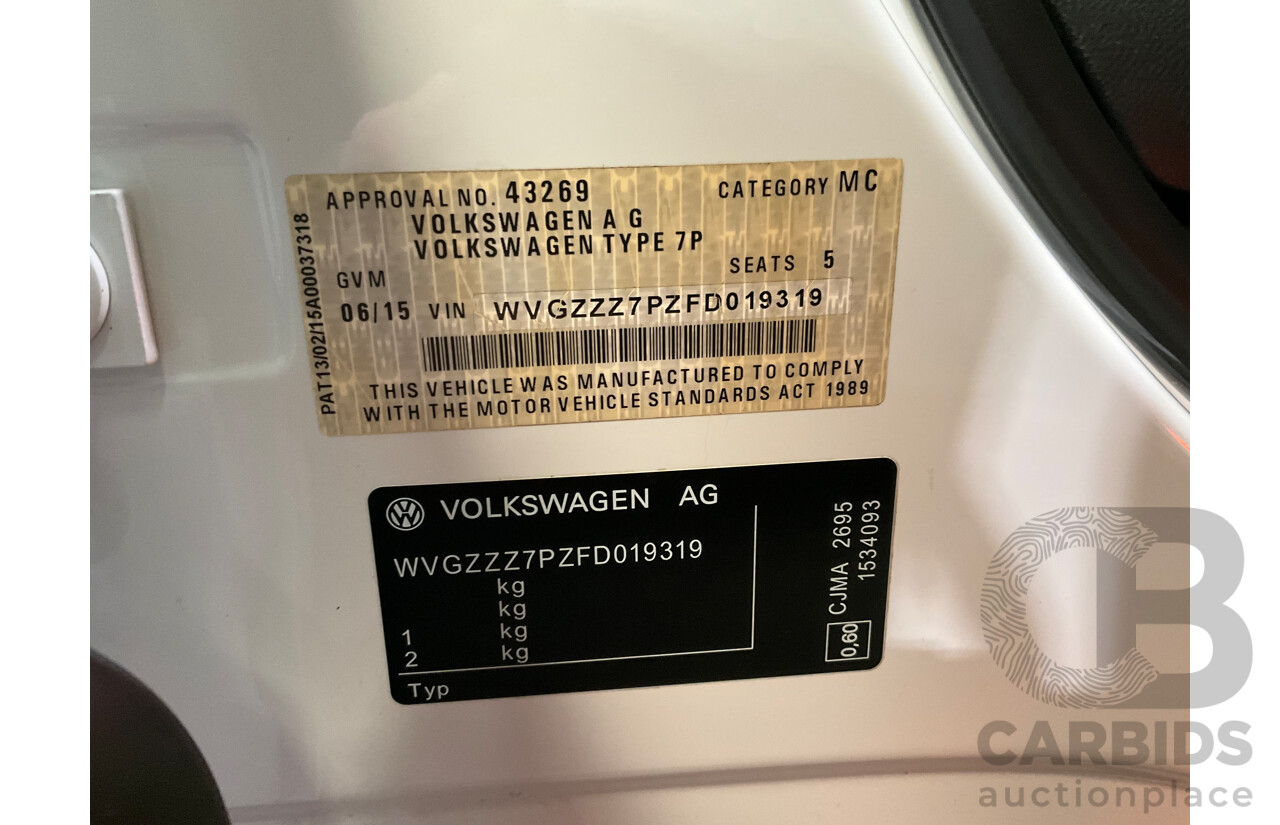 APPROVAL NO. 43269 CATEGORY MC
VOLKSWAGEN A G
VOLKSWAGEN TYPE 7P
GVM SEATS 5
06/15 VIN WVGZZZ7PZFD019319
THIS VEHICLE WAS MANUFACTURED TO COMPLY
WITH THE MOTOR VEHICLE STANDARDS ACT 1989
PAT13/02/15A00037318
VOLKSWAGEN AG
WVGZZZ7PZFD019319
kg
kg
1 kg
2 kg
Typ
CJMA 2695
1534093
0,60
CB
CARBIDS
auctionplace